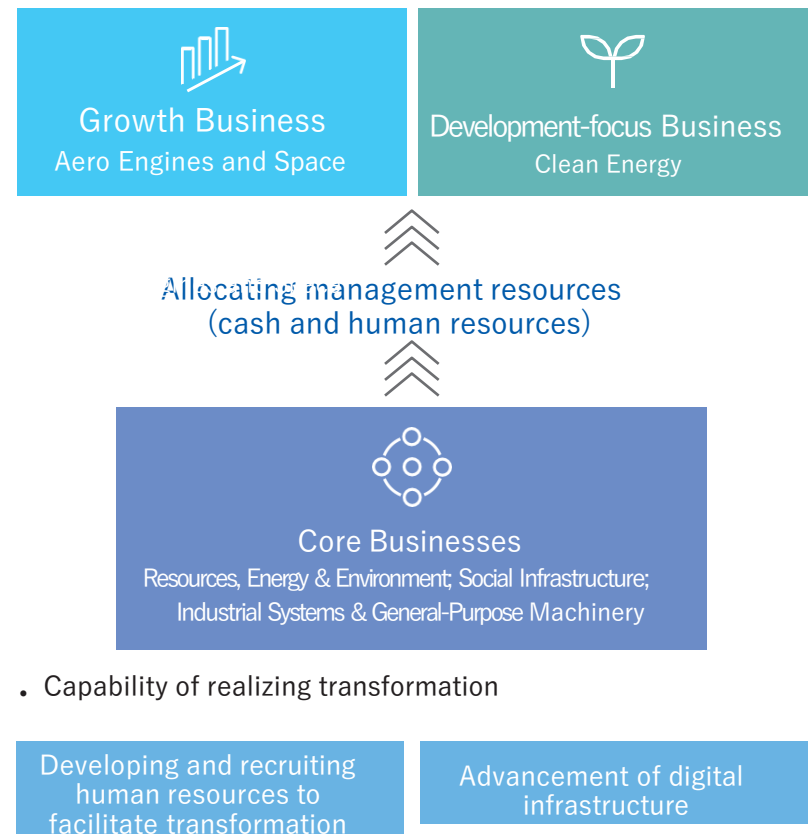 Growth Business
Aero Engines and Space
Development-focus Business
Clean Energy
Allocating management resources
(cash and human resources)
Core Businesses
Resources, Energy & Environment; Social Infrastructure;
Industrial Systems & General-Purpose Machinery
. Capability of realizing transformation
Developing and recruiting
human resources to
facilitate transformation
Advancement of digital
infrastructure